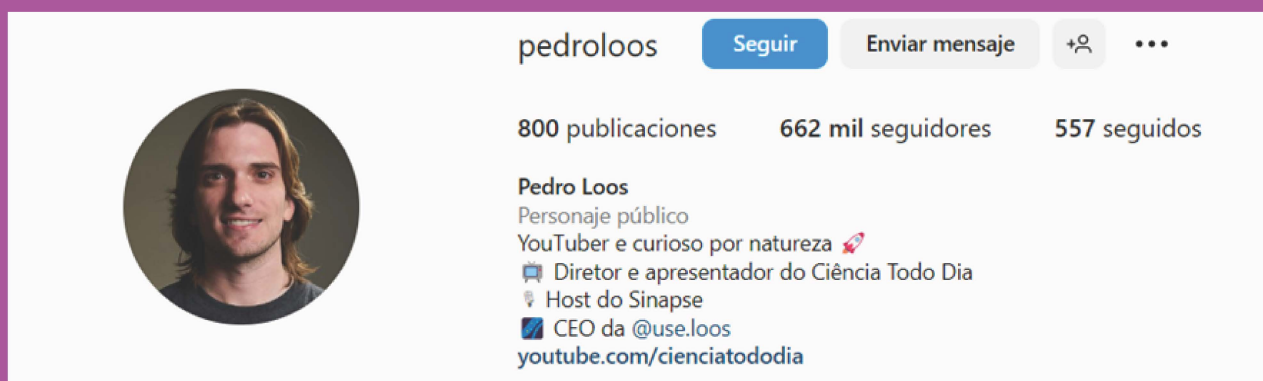 pedroloos Seguir Enviar mensaje
800 publicaciones 662 mil seguidores 557 seguidos
Pedro Loos
Personaje público
YouTuber e curioso por natureza 🚀
📺 Diretor e apresentador do Ciência Todo Dia
🎙 Host do Sinapse
🌠 CEO da @use.loos
youtube.com/cienciatododia